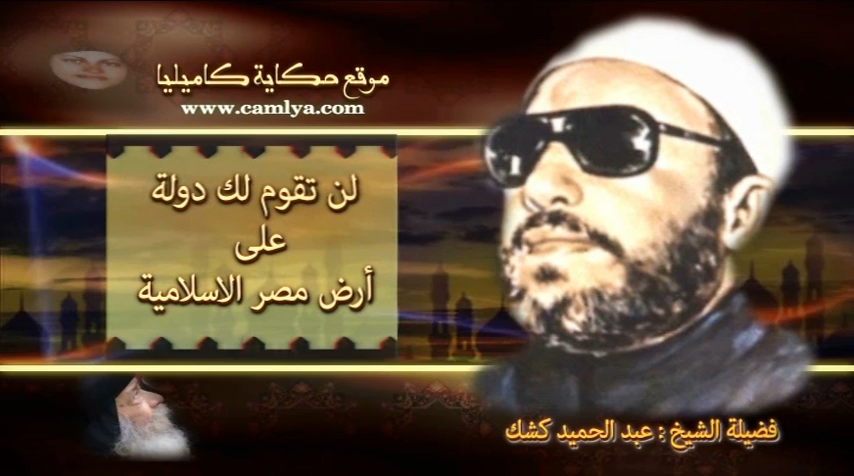 موقع حكاية كاميليا
www.camlya.com
لن تقوم لك دولة
على
أرض مصر الاسلامية
فضيلة الشيخ : عبد الحميد كشك